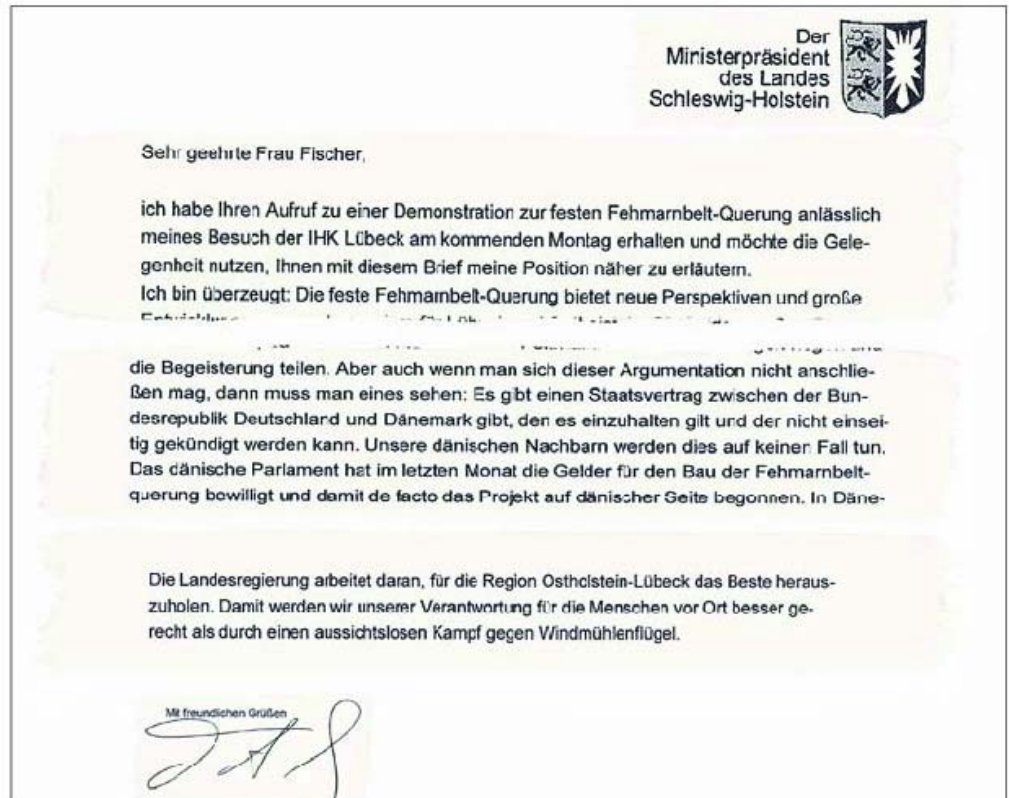 Der
Ministerpräsident
des Landes
Schleswig-Holstein
Sehr geehrte Frau Fischer,
ich habe Ihren Aufruf zu einer Demonstration zur festen Fehmarnbelt-Querung anlässlich
meines Besuch der IHK Lübeck am kommenden Montag erhalten und möchte die Gele-
genheit nutzen, Ihnen mit diesem Brief meine Position näher zu erläutern.
Ich bin überzeugt: Die feste Fehmarnbelt-Querung bietet neue Perspektiven und große
die Begeisterung teilen. Aber auch wenn man sich dieser Argumentation nicht anschlie-
ßen mag, dann muss man eines sehen: Es gibt einen Staatsvertrag zwischen der Bun-
desrepublik Deutschland und Dänemark gibt, den es einzuhalten gilt und der nicht einsei-
tig gekündigt werden kann. Unsere dänischen Nachbarn werden dies auf keinen Fall tun.
Das dänische Parlament hat im letzten Monat die Gelder für den Bau der Fehmarnbelt-
querung bewilligt und damit de facto das Projekt auf dänischer Seite begonnen. In Däne-
Die Landesregierung arbeitet daran, für die Region Ostholstein-Lübeck das Beste heraus-
zuholen. Damit werden wir unserer Verantwortung für die Menschen vor Ort besser ge-
recht als durch einen aussichtslosen Kampf gegen Windmühlenflügel.
Mit freundlichen Grüßen